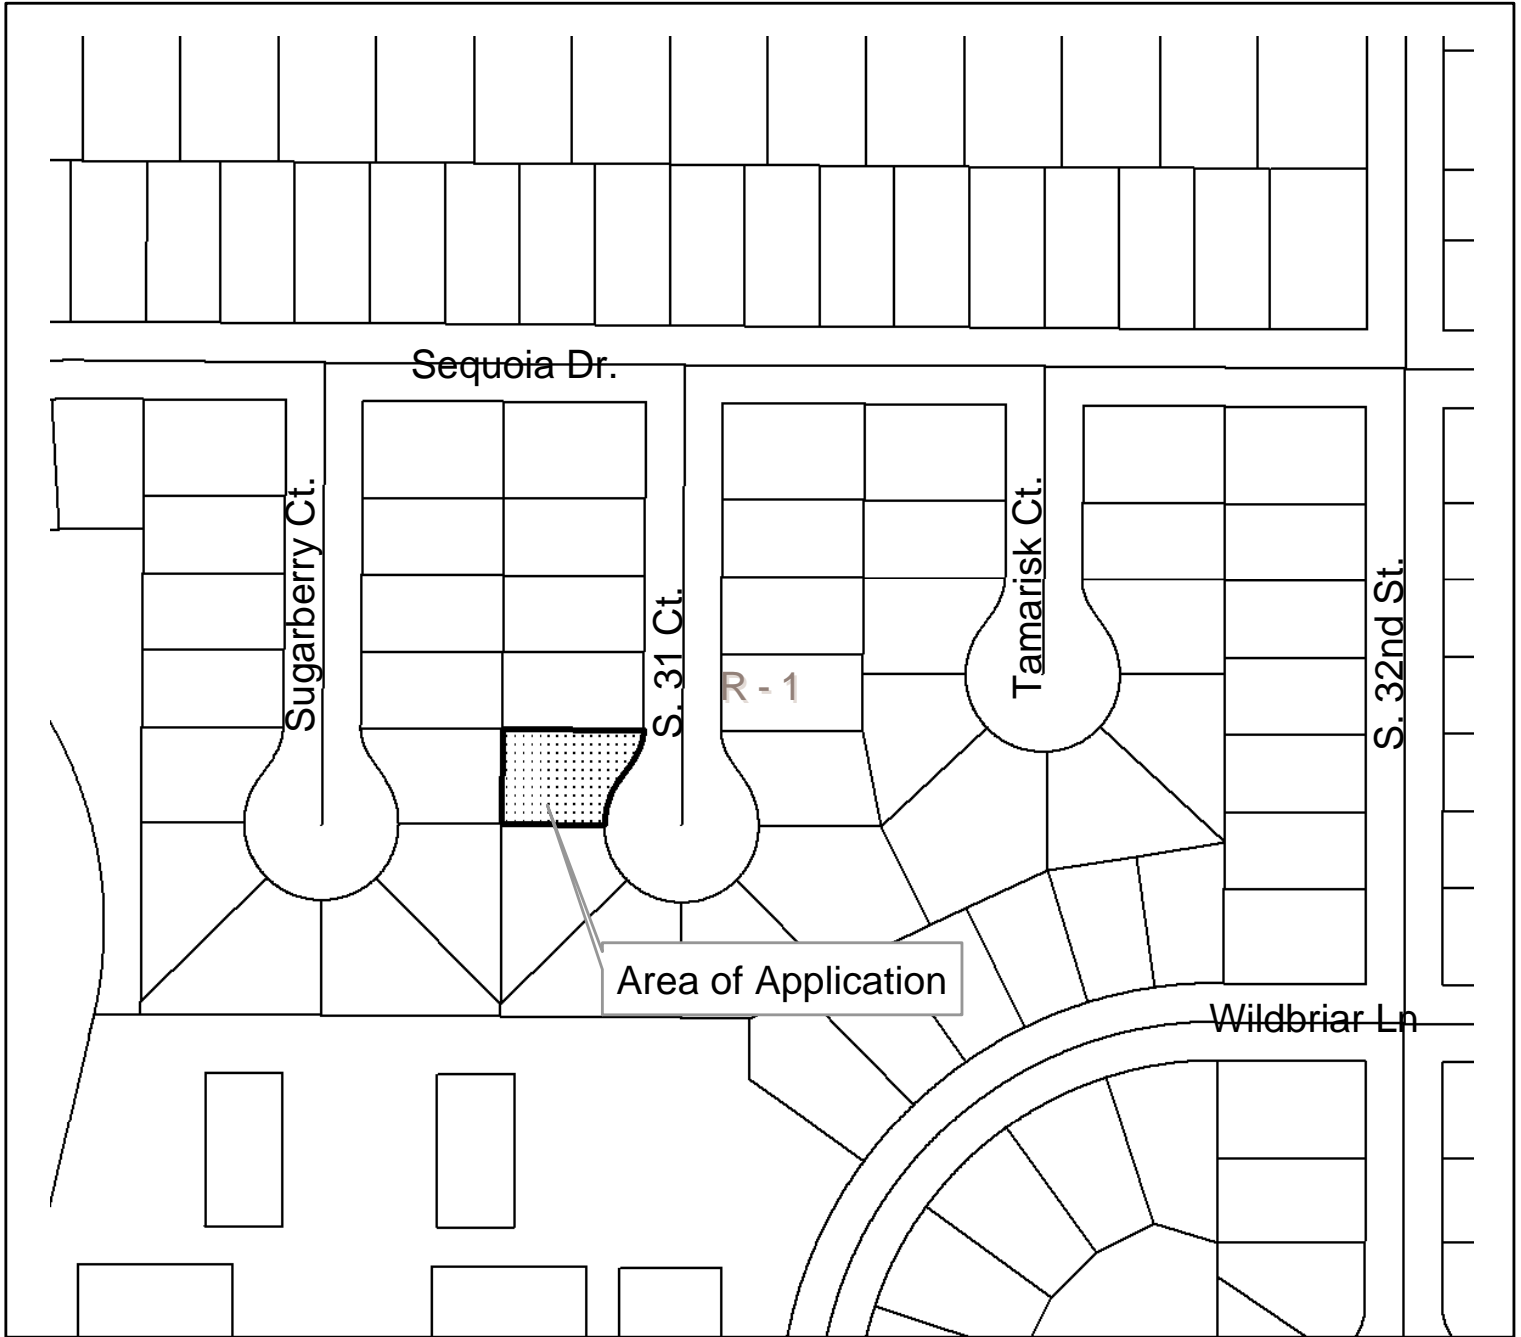 Sequoia Dr.
Sugarberry Ct.
S. 31 Ct.
R - 1
Tamarisk Ct.
S. 32nd St.
Area of Application
Wildbriar Ln